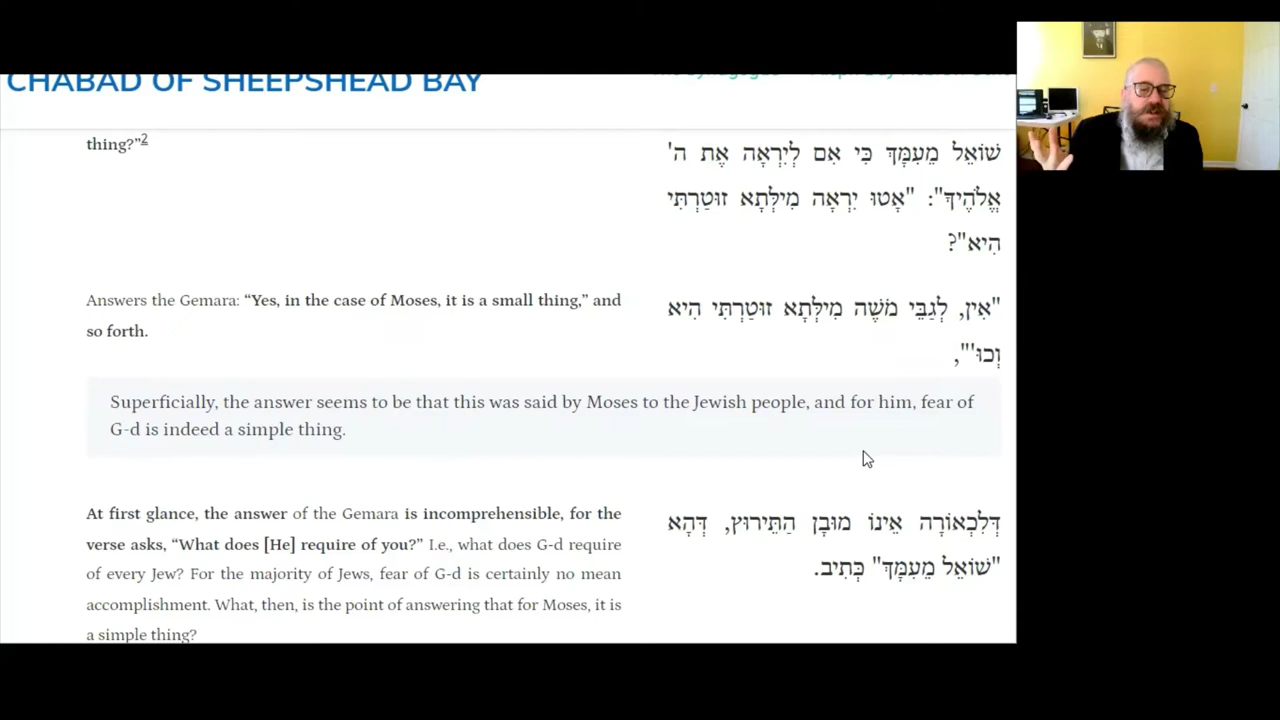 CHABAD OF SHEEPSHEAD BAY
thing?”2
שׁוֹאֵל מֵעִמָּךְ כִּי אִם לְיִרְאָה אֶת ה'
אֱלֹהֶיךָ": "אָטוּ יִרְאָה מִילְּתָא זוּטַרְתִּי
הִיא"?
Answers the Gemara: “Yes, in the case of Moses, it is a small thing,” and
so forth.
"אִין, לְגַבֵּי מֹשֶׁה מִילְּתָא זוּטַרְתִּי הִיא
וְכוּ'",
Superficially, the answer seems to be that this was said by Moses to the Jewish people, and for him, fear of
G-d is indeed a simple thing.
At first glance, the answer of the Gemara is incomprehensible, for the
verse asks, “What does [He] require of you?” I.e., what does G-d require
of every Jew? For the majority of Jews, fear of G-d is certainly no mean
accomplishment. What, then, is the point of answering that for Moses, it is
a simple thing?
דְּלִכְאוֹרָה אֵינוֹ מוּבָן הַתֵּירוּץ, דְּהָא
"שׁוֹאֵל מֵעִמָּךְ" כְּתִיב.